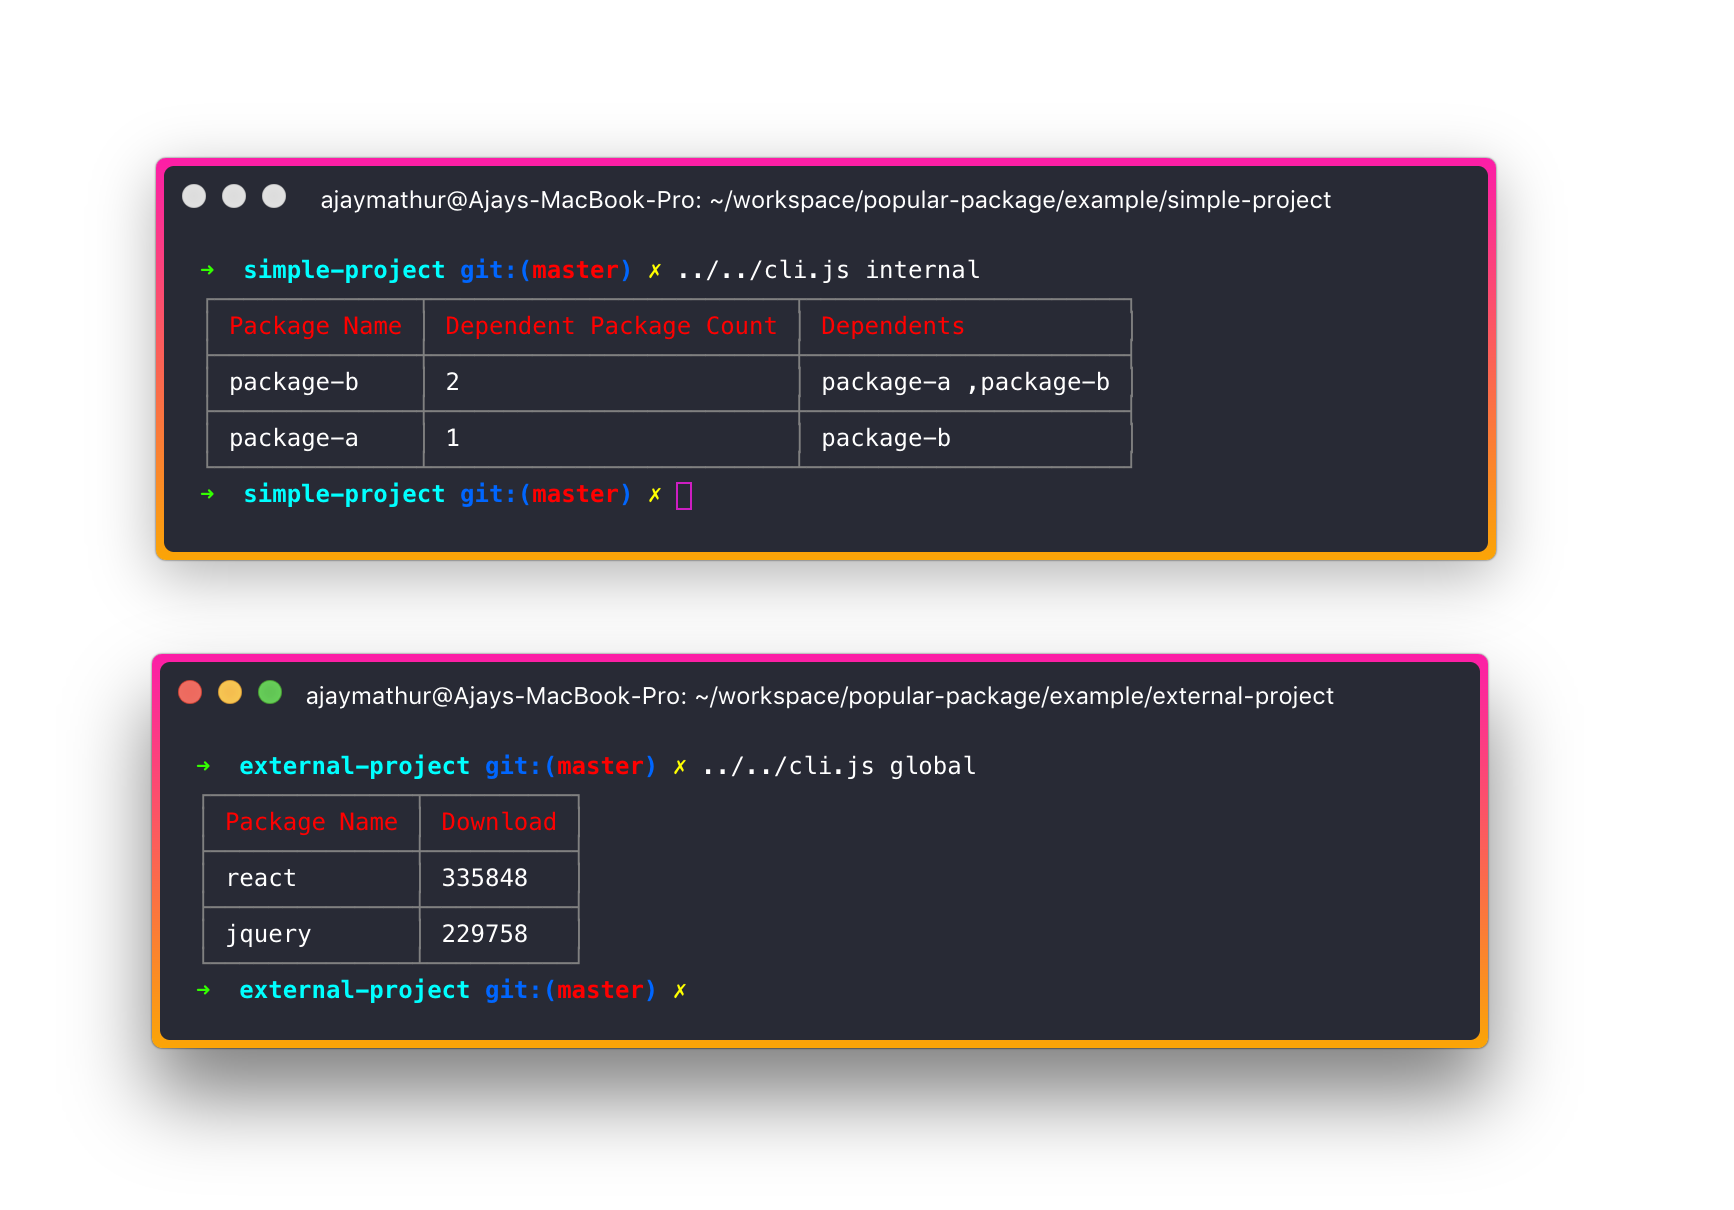 ajaymathur@Ajays-MacBook-Pro: ~/workspace/popular-package/example/simple-project
➜ simple-project git:(master) ✗ ../../cli.js internal
Package Name Dependent Package Count Dependents
package-b 2 package-a ,package-b
package-a 1 package-b
➜ simple-project git:(master) ✗
ajaymathur@Ajays-MacBook-Pro: ~/workspace/popular-package/example/external-project
➜ external-project git:(master) ✗ ../../cli.js global
Package Name Download
react 335848
jquery 229758
➜ external-project git:(master) ✗